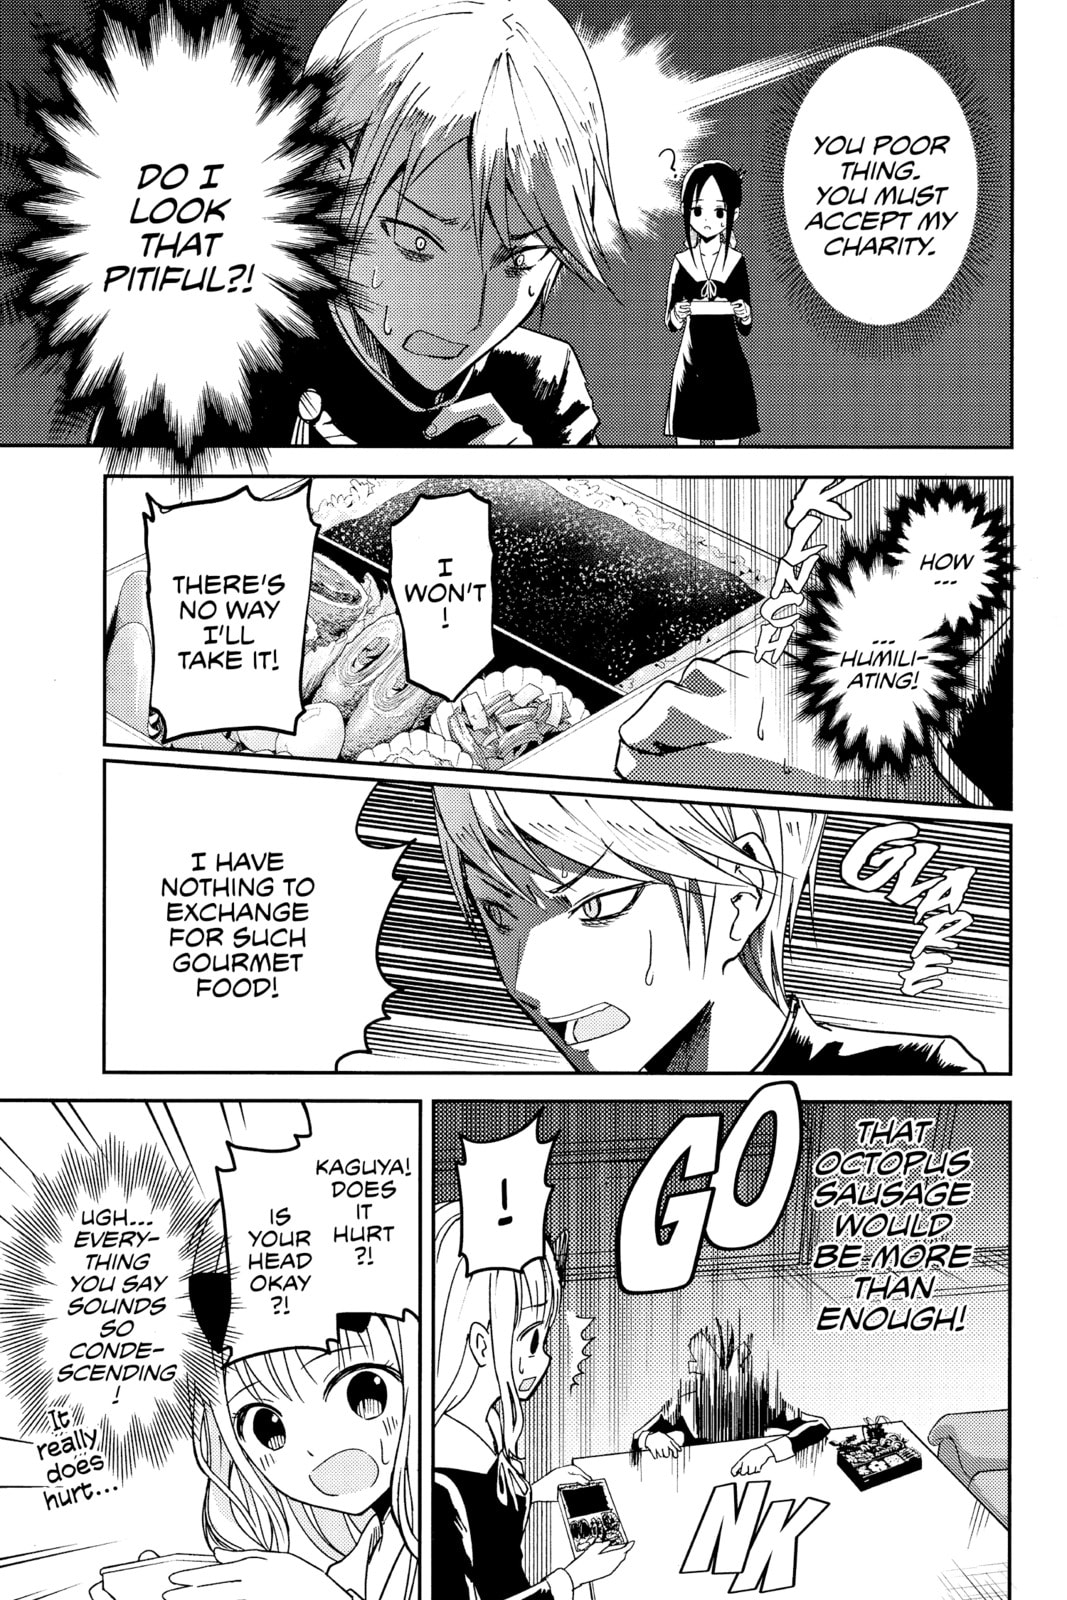 YOU POOR
THING.
YOU MUST
ACCEPT MY
CHARITY.
?
DO I
LOOK
THAT
PITIFUL?!
HOW
...
...
HUMILI-
ATING!
KLNCH
I
WON'T
!
THERE'S
NO WAY
I'LL
TAKE IT!
GLARE
I HAVE
NOTHING TO
EXCHANGE
FOR SUCH
GOURMET
FOOD!
THAT
OCTOPUS
SAUSAGE
WOULD
BE MORE
THAN
ENOUGH!
GO
NK
!
KAGUYA!
DOES
IT
HURT
?!
IS
YOUR
HEAD
OKAY
?!
UGH...
EVERY-
THING
YOU SAY
SOUNDS
SO
CONDE-
SCENDING
!
It
really
does
hurt...